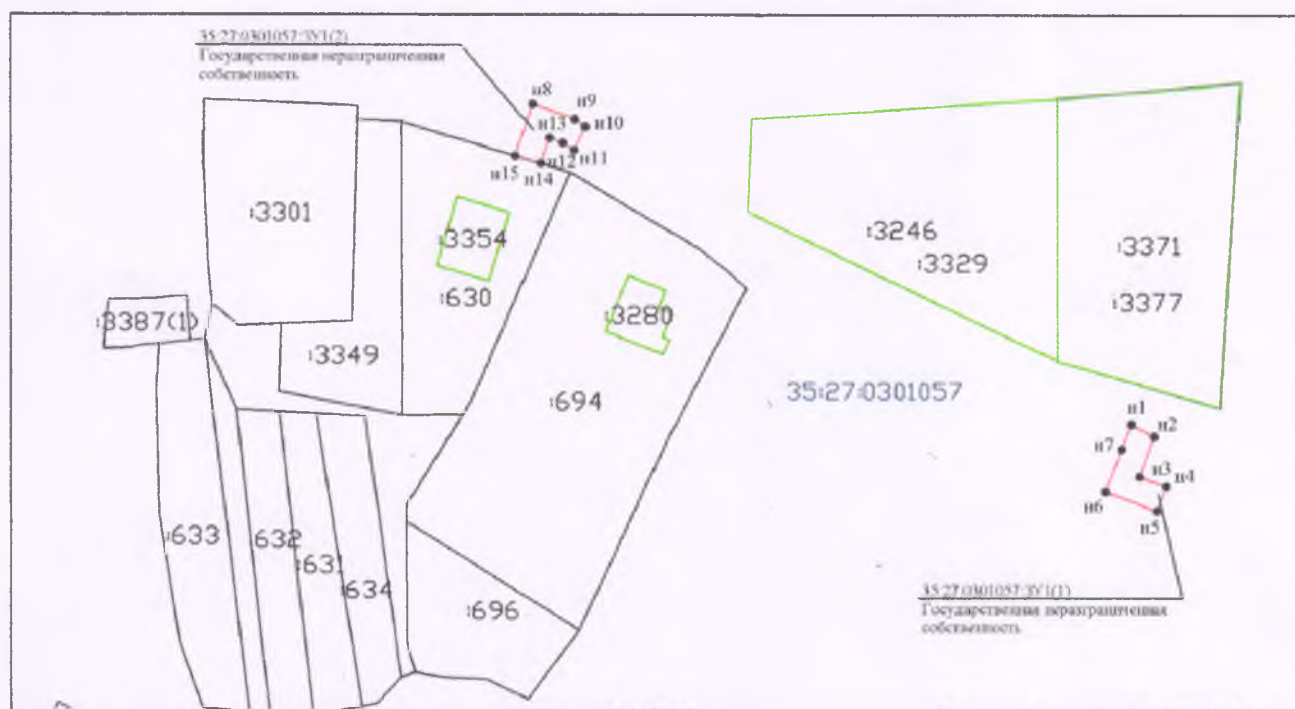 35:27:0301057:ЗУ1(2)
Государственная неразграниченная
собственность
н8
н9
н10
н13
н12
н11
н15
н14
:3301
:3354
:630
:3387(1)
:3349
:3280
:694
:3246
:3329
:3371
:3377
35:27:0301057
н1
н2
н7
н3
н4
н6
н5
:633
:632
:631
:634
:696
35:27:0301057:ЗУ1(1)
Государственная неразграниченная
собственность